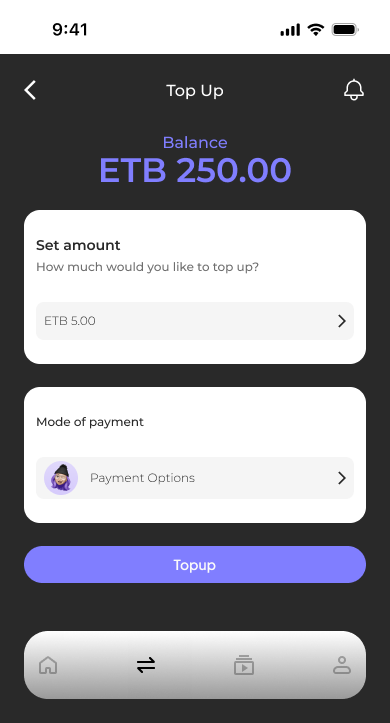 9:41
Top Up
Balance
ETB 250.00
Set amount
How much would you like to top up?
ETB 5.00
Mode of payment
Payment Options
Topup